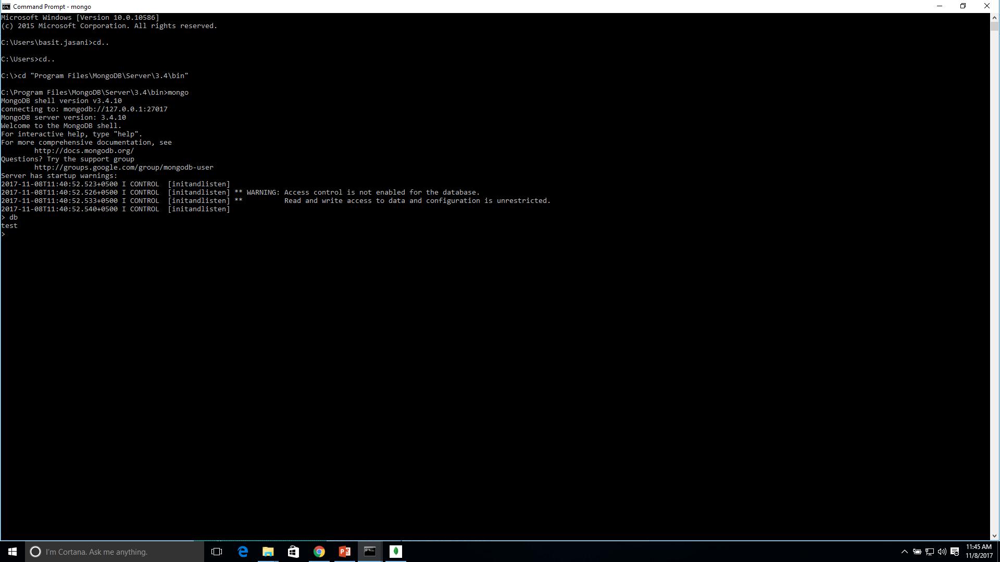 Command Prompt - mongo
Microsoft Windows [Version 10.0.10586]
(c) 2015 Microsoft Corporation. All rights reserved.
C:\Users\basit.jasani>cd..
C:\Users>cd..
C:\>cd "Program Files\MongoDB\Server\3.4\bin"
C:\Program Files\MongoDB\Server\3.4\bin>mongo
MongoDB shell version v3.4.10
connecting to: mongodb://127.0.0.1:27017
MongoDB server version: 3.4.10
Welcome to the MongoDB shell.
For interactive help, type "help".
For more comprehensive documentation, see
http://docs.mongodb.org/
Questions? Try the support group
http://groups.google.com/group/mongodb-user
Server has startup warnings:
2017-11-08T11:40:52.523+0500 I CONTROL  [initandlisten]
2017-11-08T11:40:52.526+0500 I CONTROL  [initandlisten] ** WARNING: Access control is not enabled for the database.
2017-11-08T11:40:52.533+0500 I CONTROL  [initandlisten] **          Read and write access to data and configuration is unrestricted.
2017-11-08T11:40:52.540+0500 I CONTROL  [initandlisten]
> db
test
>
I'm Cortana. Ask me anything.
11:45 AM
11/8/2017